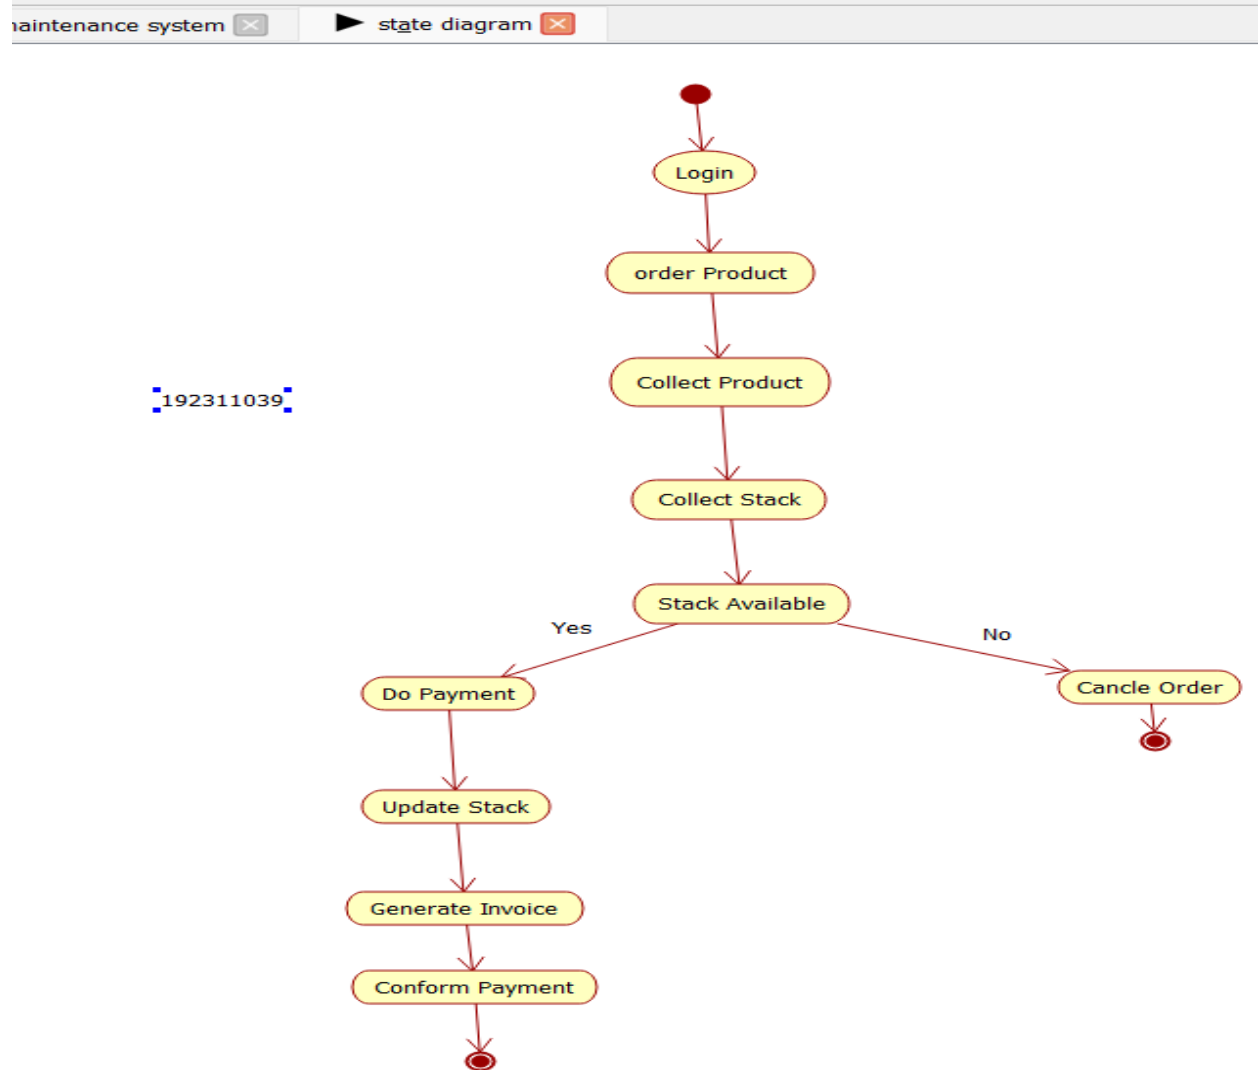 naintenance system
state diagram
Login
order Product
Collect Product
192311039
Collect Stack
Stack Available
Yes
No
Do Payment
Cancle Order
Update Stack
Generate Invoice
Conform Payment